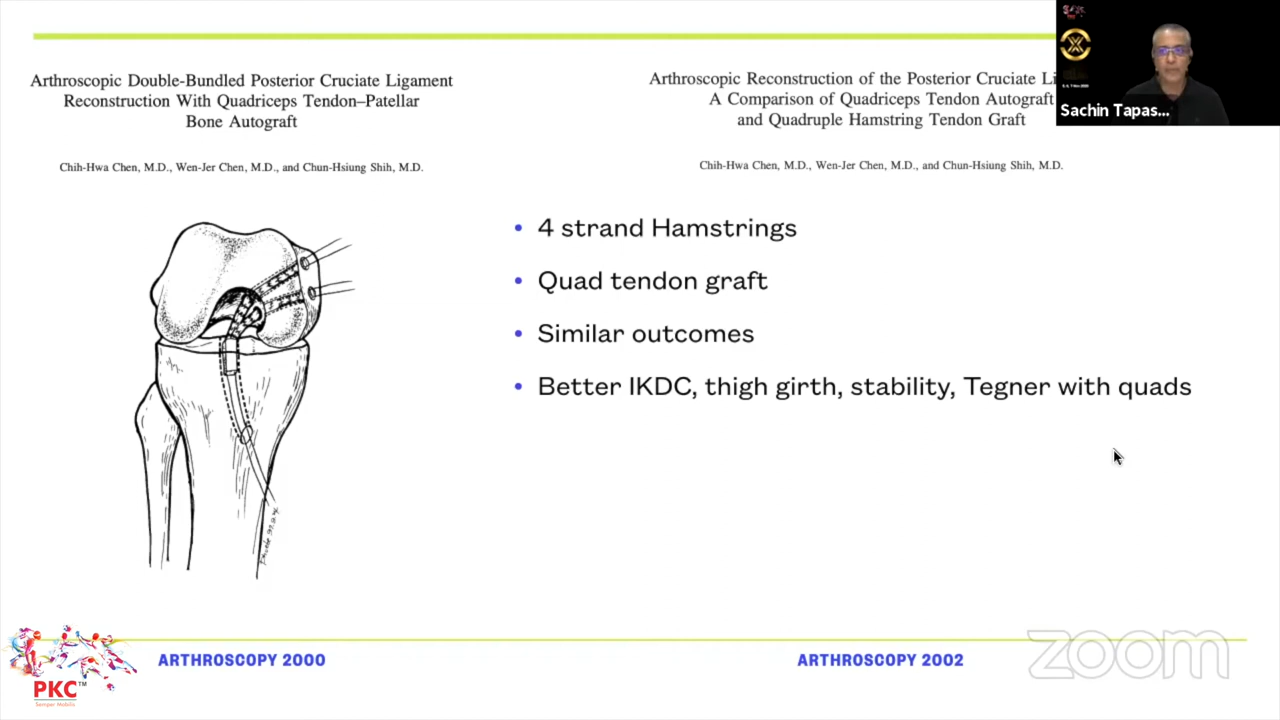 Arthroscopic Double-Bundled Posterior Cruciate Ligament
Reconstruction With Quadriceps Tendon–Patellar
Bone Autograft
Chih-Hwa Chen, M.D., Wen-Jer Chen, M.D., and Chun-Hsiung Shih, M.D.
Arthroscopic Reconstruction of the Posterior Cruciate Li
A Comparison of Quadriceps Tendon Autograft
and Quadruple Hamstring Tendon Graft
Chih-Hwa Chen, M.D., Wen-Jer Chen, M.D., and Chun-Hsiung Shih, M.D.
Sachin Tapas...
• 4 strand Hamstrings
• Quad tendon graft
• Similar outcomes
• Better IKDC, thigh girth, stability, Tegner with quads
PKC™
Semper Mobilis
ARTHROSCOPY 2000
ARTHROSCOPY 2002
zoom